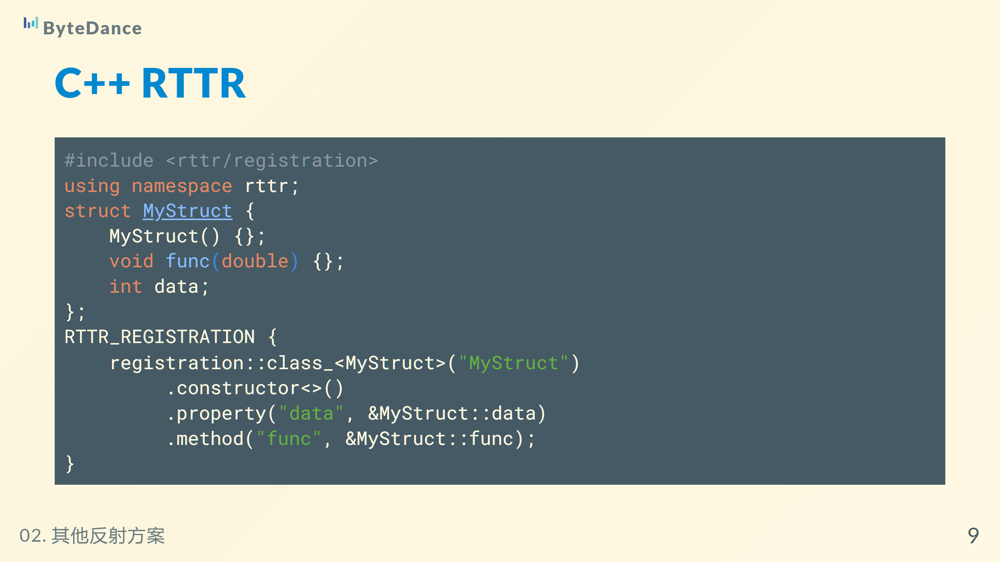 ByteDance
C++ RTTR
#include <rttr/registration>
using namespace rttr;
struct MyStruct {
    MyStruct() {};
    void func(double) {};
    int data;
};
RTTR_REGISTRATION {
    registration::class_<MyStruct>("MyStruct")
         .constructor<>()
         .property("data", &MyStruct::data)
         .method("func", &MyStruct::func);
}
02. 其他反射方案
9